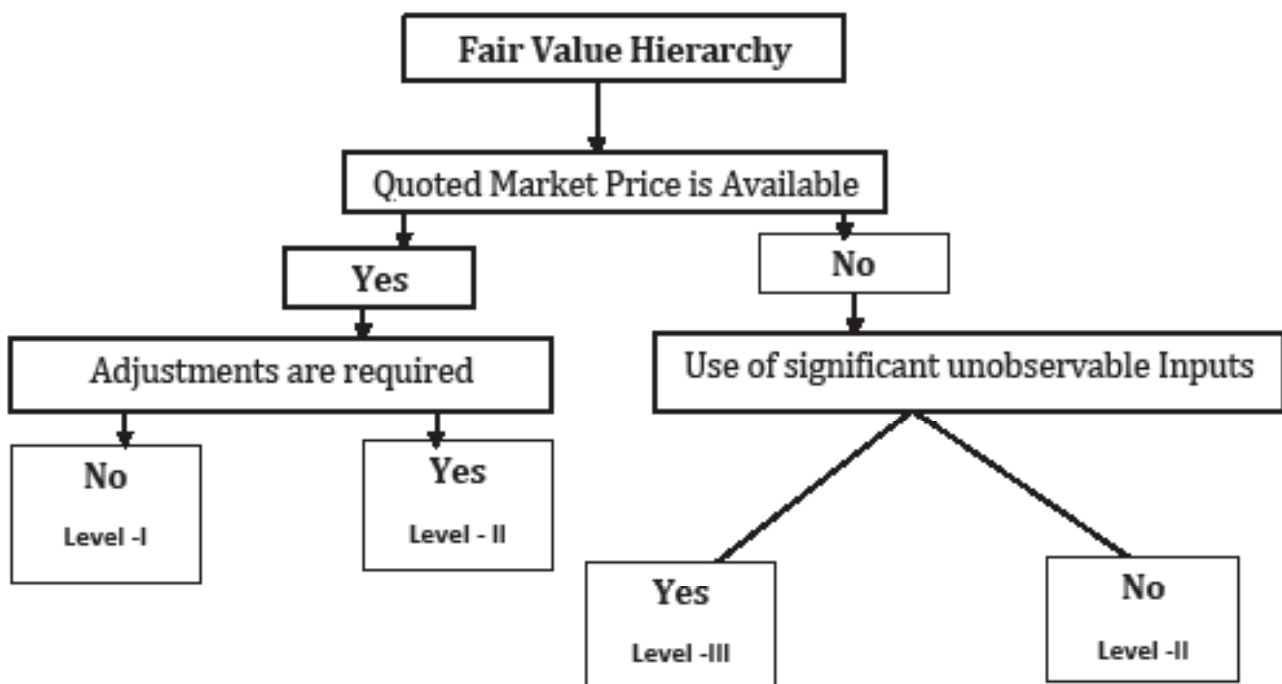 Fair Value Hierarchy
Quoted Market Price is Available
Yes
No
Adjustments are required
Use of significant unobservable Inputs
No
Level -I
Yes
Level - II
Yes
Level -III
No
Level -II